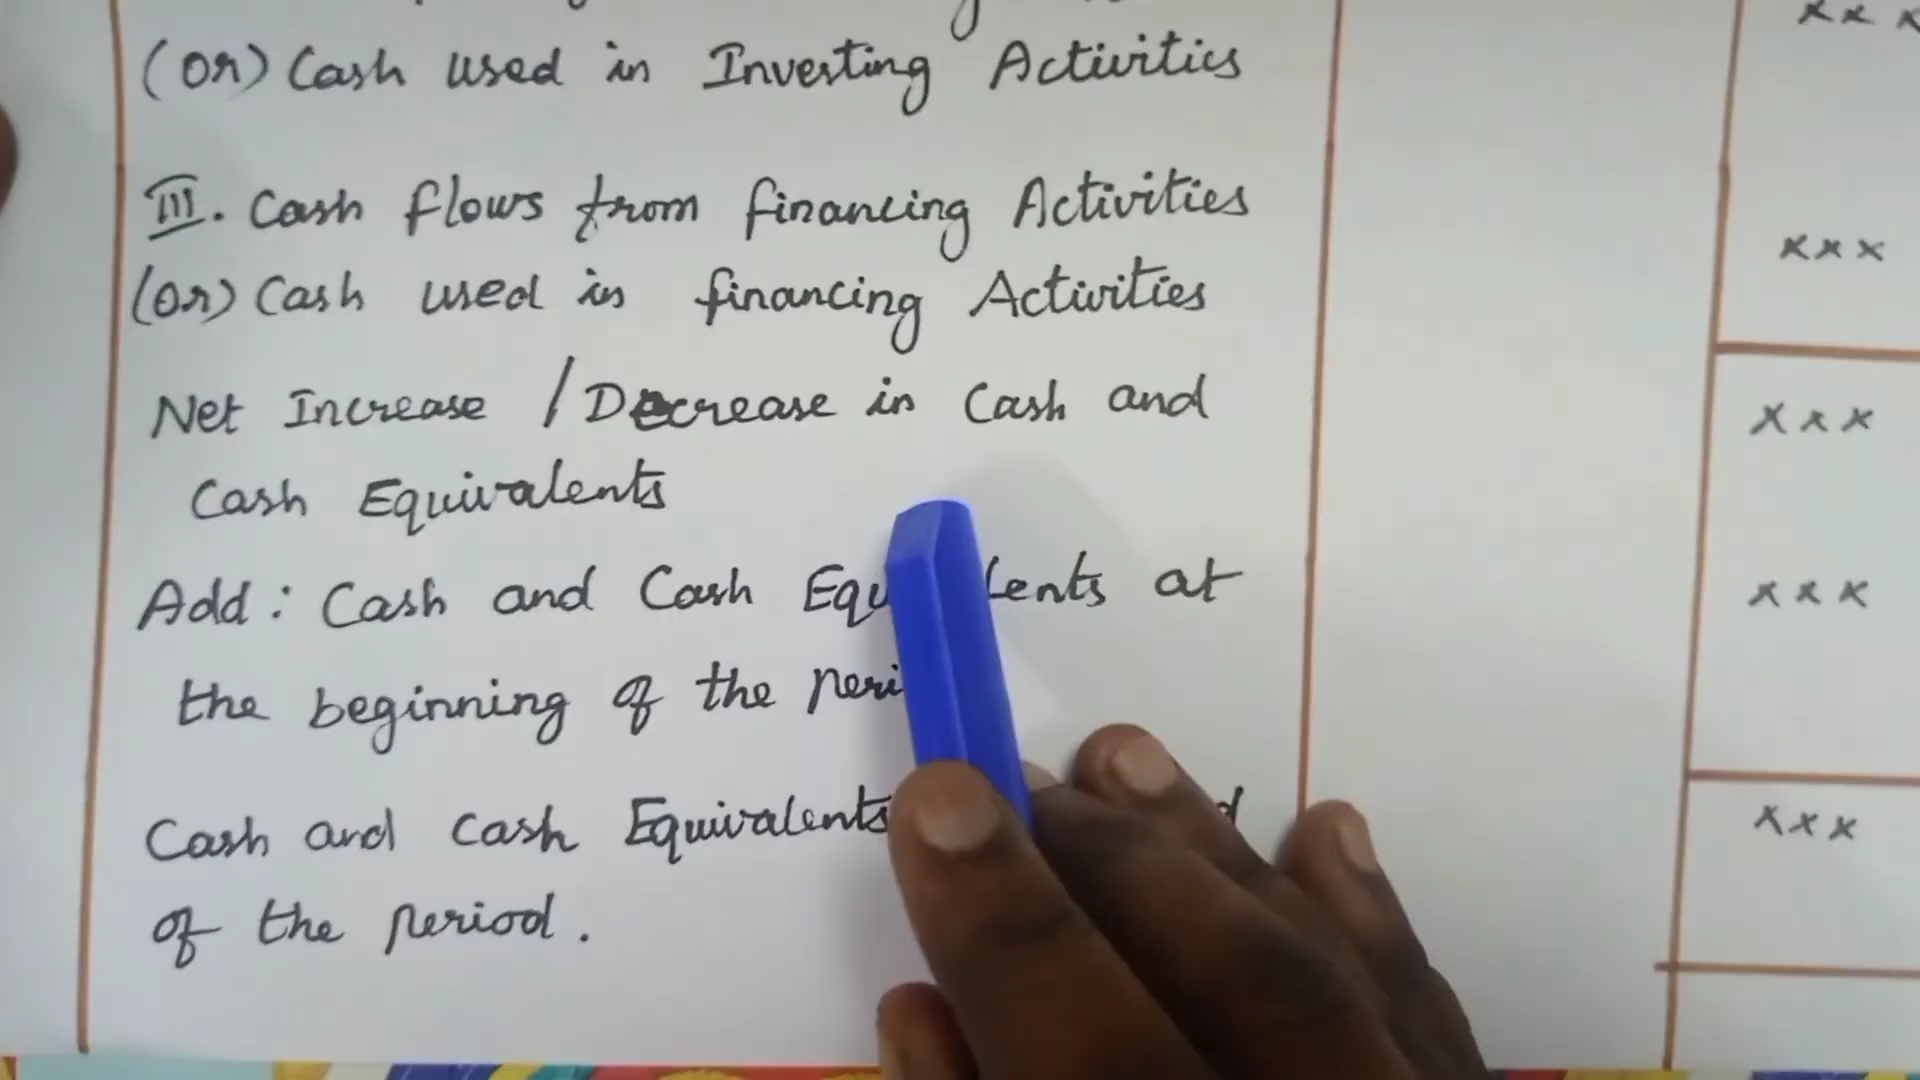 (or) Cash used in Investing Activities
III. Cash flows from financing Activities
xxx
(or) Cash used in financing Activities
Net Increase / Decrease in Cash and
xxx
Cash Equivalents
Add: Cash and Cash at
xxx
the beginning of the
Cash and cash Equivalents
xxx
of the period.